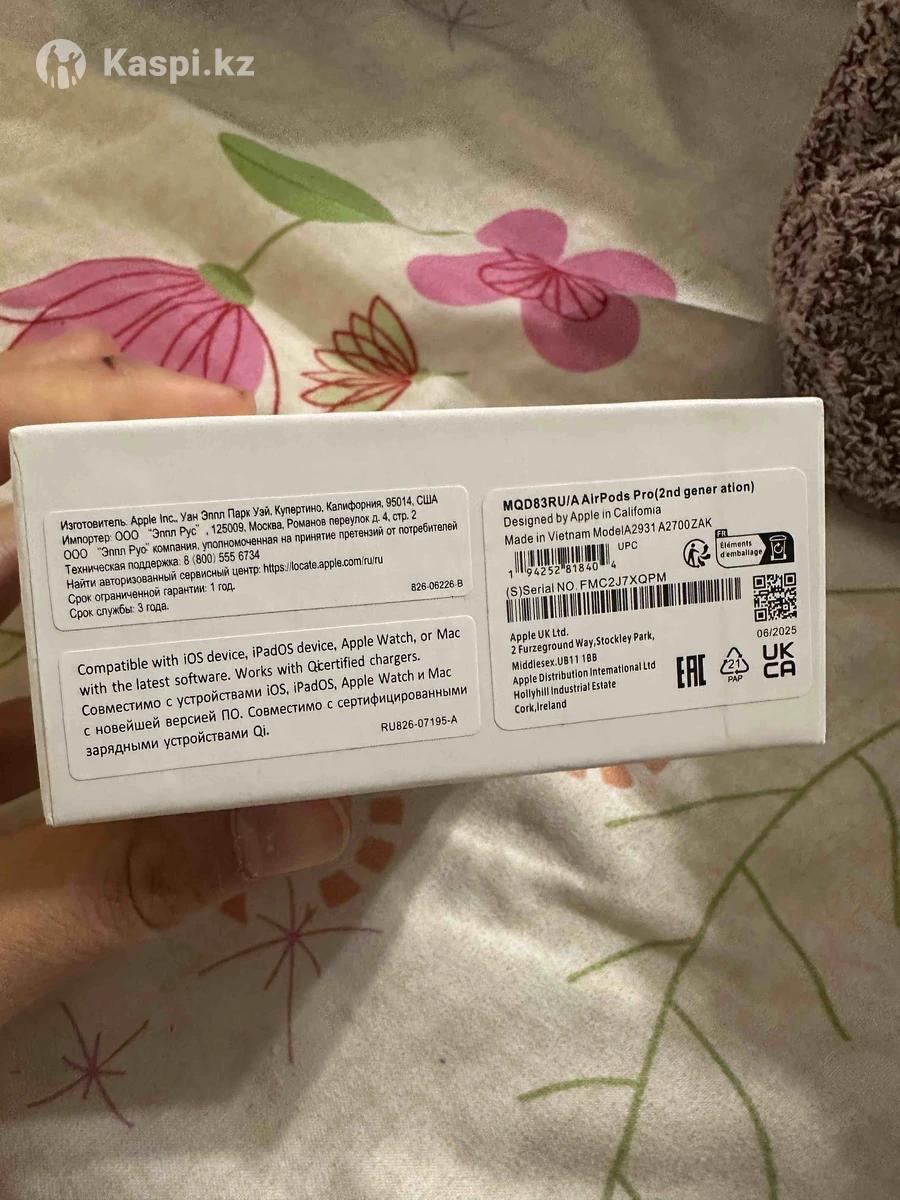 Kaspi.kz
Изготовитель. Apple Inc., Уан Эппл Парк Уэй, Купертино, Калифорния, 95014, США
Импортер: ООО "Эппл Рус" , 125009, Москва, Романов переулок д. 4, стр. 2
ООО "Эппл Рус" компания, уполномоченная на принятие претензий от потребителей
Техническая поддержка: 8 (800) 555 6734
Найти авторизованный сервисный центр: https://locate.apple.com/ru/ru
Срок ограниченной гарантии: 1 год.
Срок службы: 3 года.
826-06226-B
Compatible with iOS device, iPadOS device, Apple Watch, or Mac
with the latest software. Works with Qicertified chargers.
Совместимо с устройствами iOS, iPadOS, Apple Watch и Mac
с новейшей версией ПО. Совместимо с сертифицированными
зарядными устройствами Qi.
RU826-07195-A
MQD83RU/A AirPods Pro(2nd gener ation)
Designed by Apple in California
Made in Vietnam ModelA2931 A2700ZAK
UPC
1 94252 81840 4
FR
Éléments
d'emballage
(S)Serial NO. FMC2J7XQPM
06/2025
Apple UK Ltd.
2 Furzeground Way,Stockley Park,
Middlesex.UB11 1BB
Apple Distribution International Ltd
Hollyhill Industrial Estate
Cork,Ireland
EAC
21
PAP
UK
CA